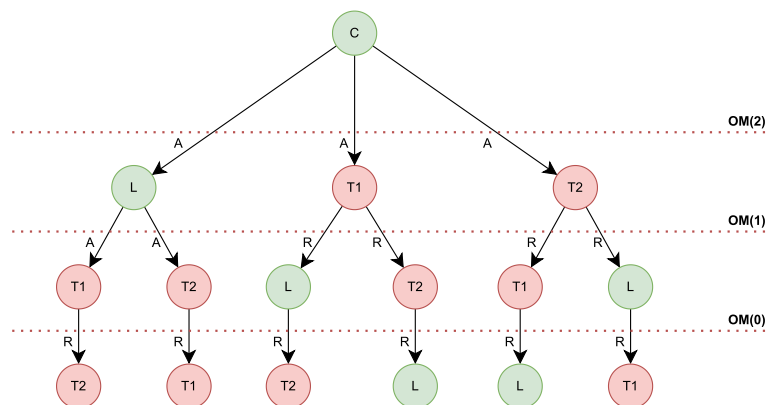 C
OM(2)
A A A
L T1 T2
OM(1)
A A R R R R
T1 T2 L T2 T1 L
OM(0)
R R R R R R
T2 T1 T2 L L T1